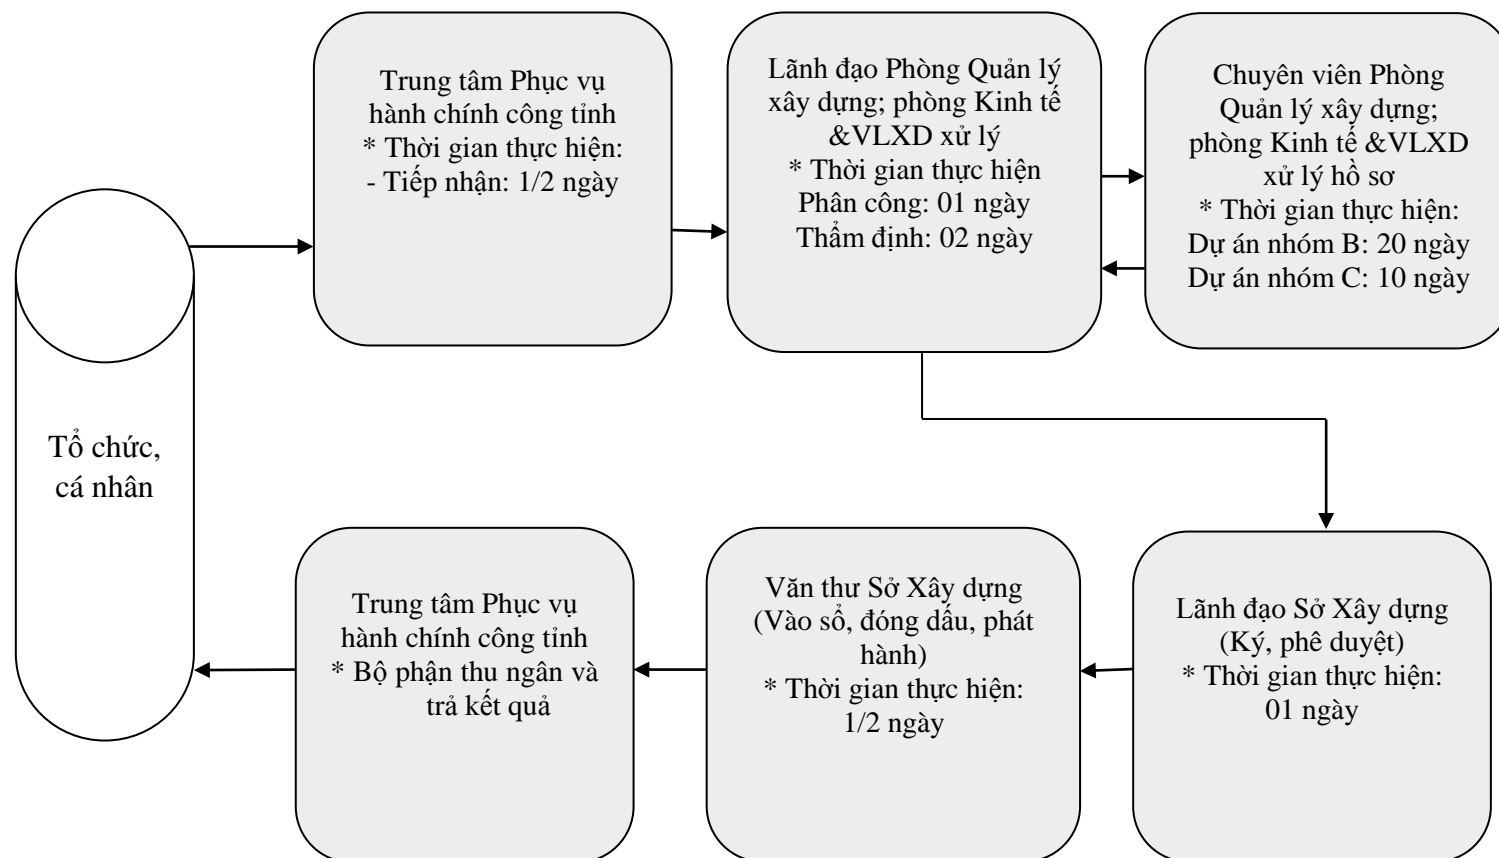 Trung tâm Phục vụ
hành chính công tỉnh
* Thời gian thực hiện:
- Tiếp nhận: 1/2 ngày
Lãnh đạo Phòng Quản lý
xây dựng; phòng Kinh tế
&VLXD xử lý
* Thời gian thực hiện
Phân công: 01 ngày
Thẩm định: 02 ngày
Chuyên viên Phòng
Quản lý xây dựng;
phòng Kinh tế &VLXD
xử lý hồ sơ
* Thời gian thực hiện:
Dự án nhóm B: 20 ngày
Dự án nhóm C: 10 ngày
Tổ chức,
cá nhân
Trung tâm Phục vụ
hành chính công tỉnh
* Bộ phận thu ngân và
trả kết quả
Văn thư Sở Xây dựng
(Vào sổ, đóng dấu, phát
hành)
* Thời gian thực hiện:
1/2 ngày
Lãnh đạo Sở Xây dựng
(Ký, phê duyệt)
* Thời gian thực hiện:
01 ngày